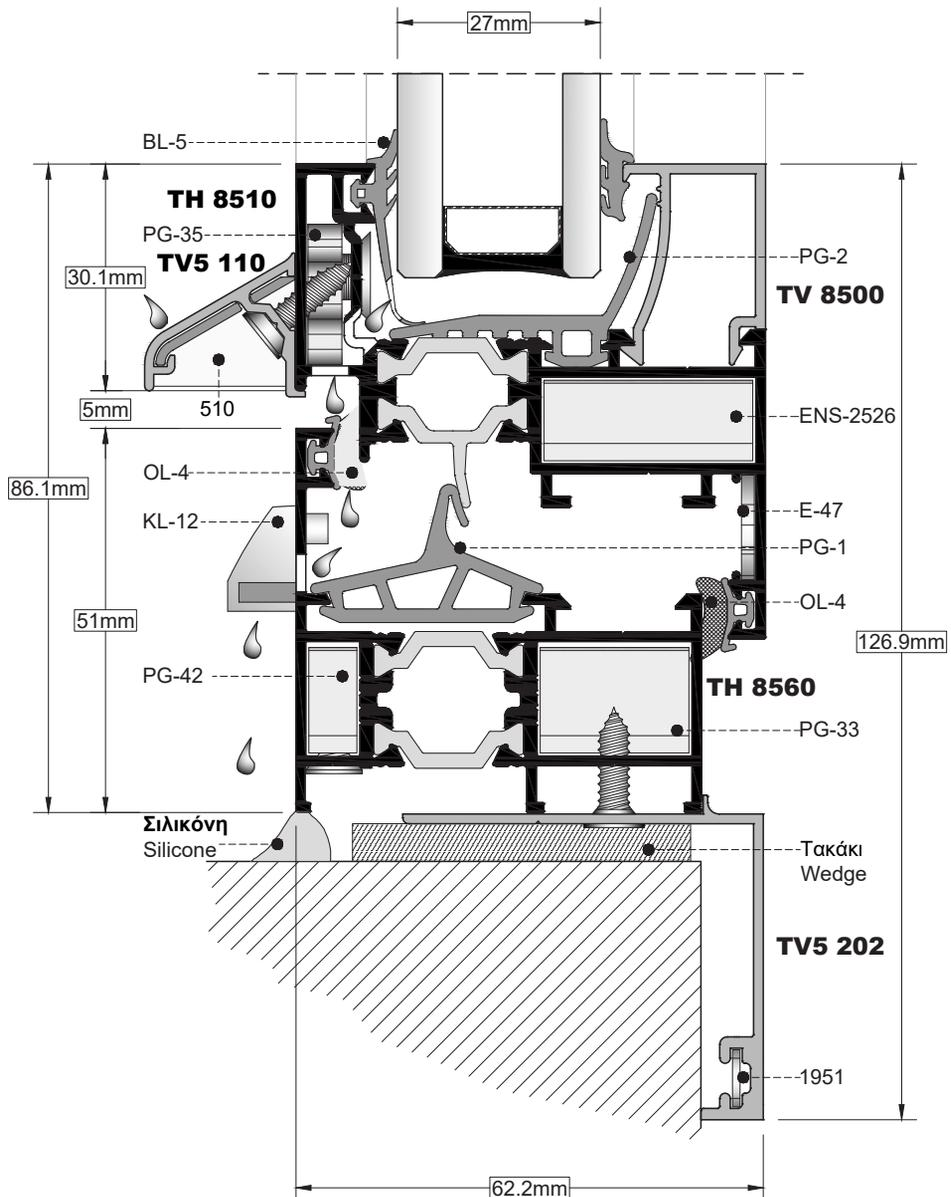 27mm
BL-5
TH 8510
PG-35
TV5 110
30.1mm
PG-2
TV 8500
510
5mm
ENS-2526
OL-4
86.1mm
KL-12
E-47
PG-1
OL-4
51mm
126.9mm
PG-42
TH 8560
PG-33
Σιλικόνη
Silicone
Τακάκι
Wedge
TV5 202
1951
62.2mm